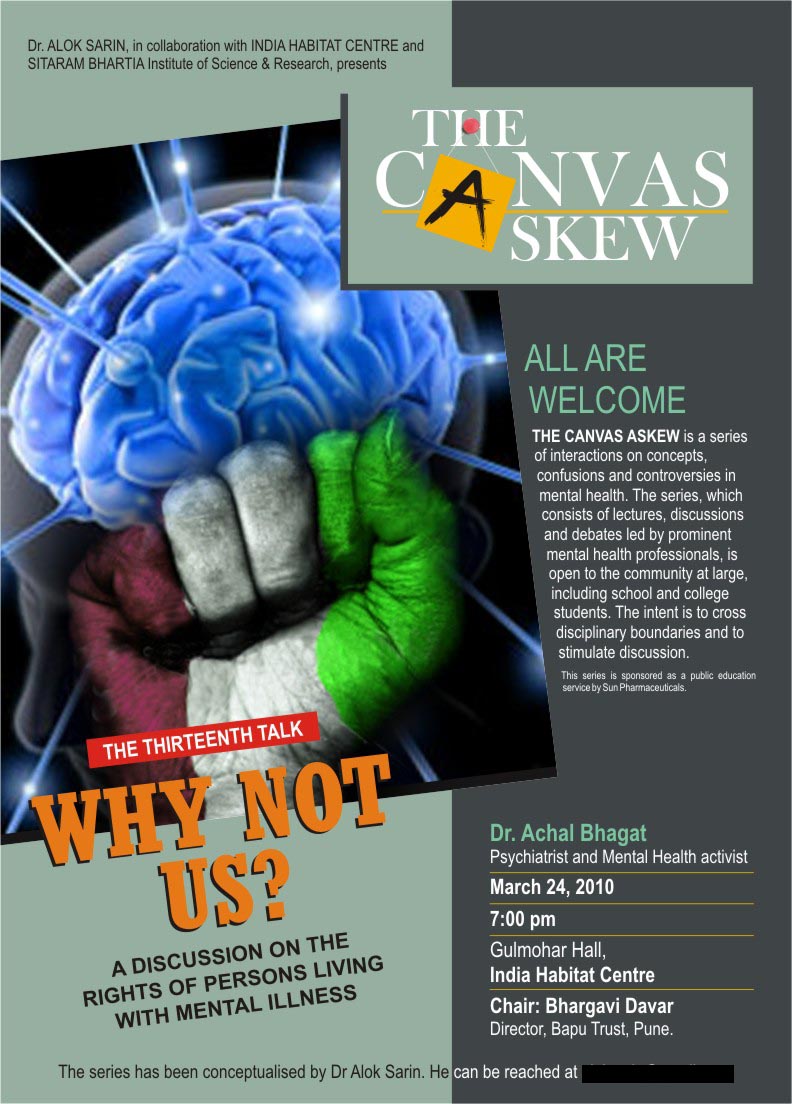 Dr. ALOK SARIN, in collaboration with INDIA HABITAT CENTRE and
SITARAM BHARTIA Institute of Science & Research, presents
THE
CANVAS
ASKEW
ALL ARE
WELCOME
THE CANVAS ASKEW is a series
of interactions on concepts,
confusions and controversies in
mental health. The series, which
consists of lectures, discussions
and debates led by prominent
mental health professionals, is
open to the community at large,
including school and college
students. The intent is to cross
disciplinary boundaries and to
stimulate discussion.
This series is sponsored as a public education
service by Sun Pharmaceuticals.
THE THIRTEENTH TALK
WHY NOT
US?
A DISCUSSION ON THE
RIGHTS OF PERSONS LIVING
WITH MENTAL ILLNESS
Dr. Achal Bhagat
Psychiatrist and Mental Health activist
March 24, 2010
7:00 pm
Gulmohar Hall,
India Habitat Centre
Chair: Bhargavi Davar
Director, Bapu Trust, Pune.
The series has been conceptualised by Dr Alok Sarin. He can be reached at